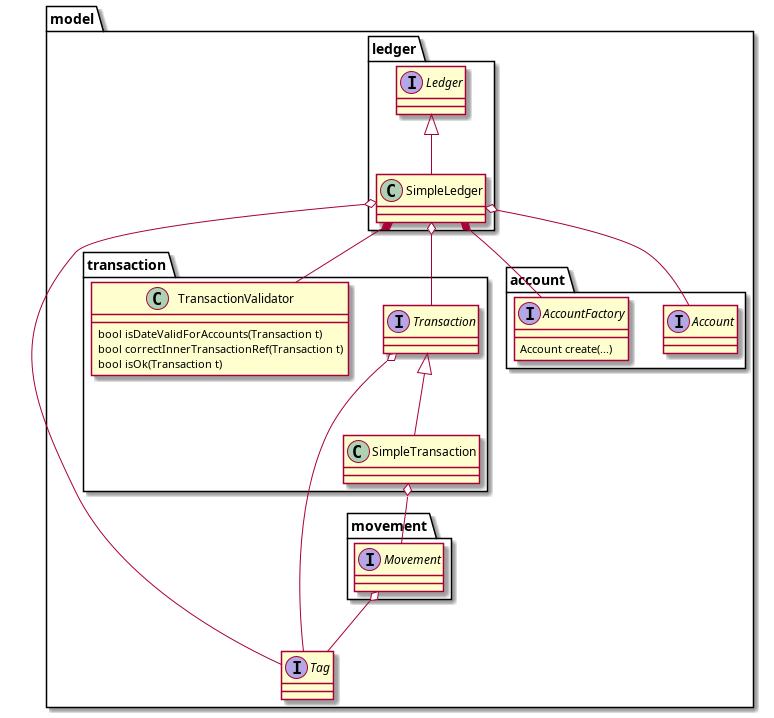 model
ledger
I Ledger
C SimpleLedger
transaction
C TransactionValidator
bool isDateValidForAccounts(Transaction t)
bool correctInnerTransactionRef(Transaction t)
bool isOk(Transaction t)
I Transaction
account
I AccountFactory
Account create(...)
I Account
C SimpleTransaction
movement
I Movement
I Tag